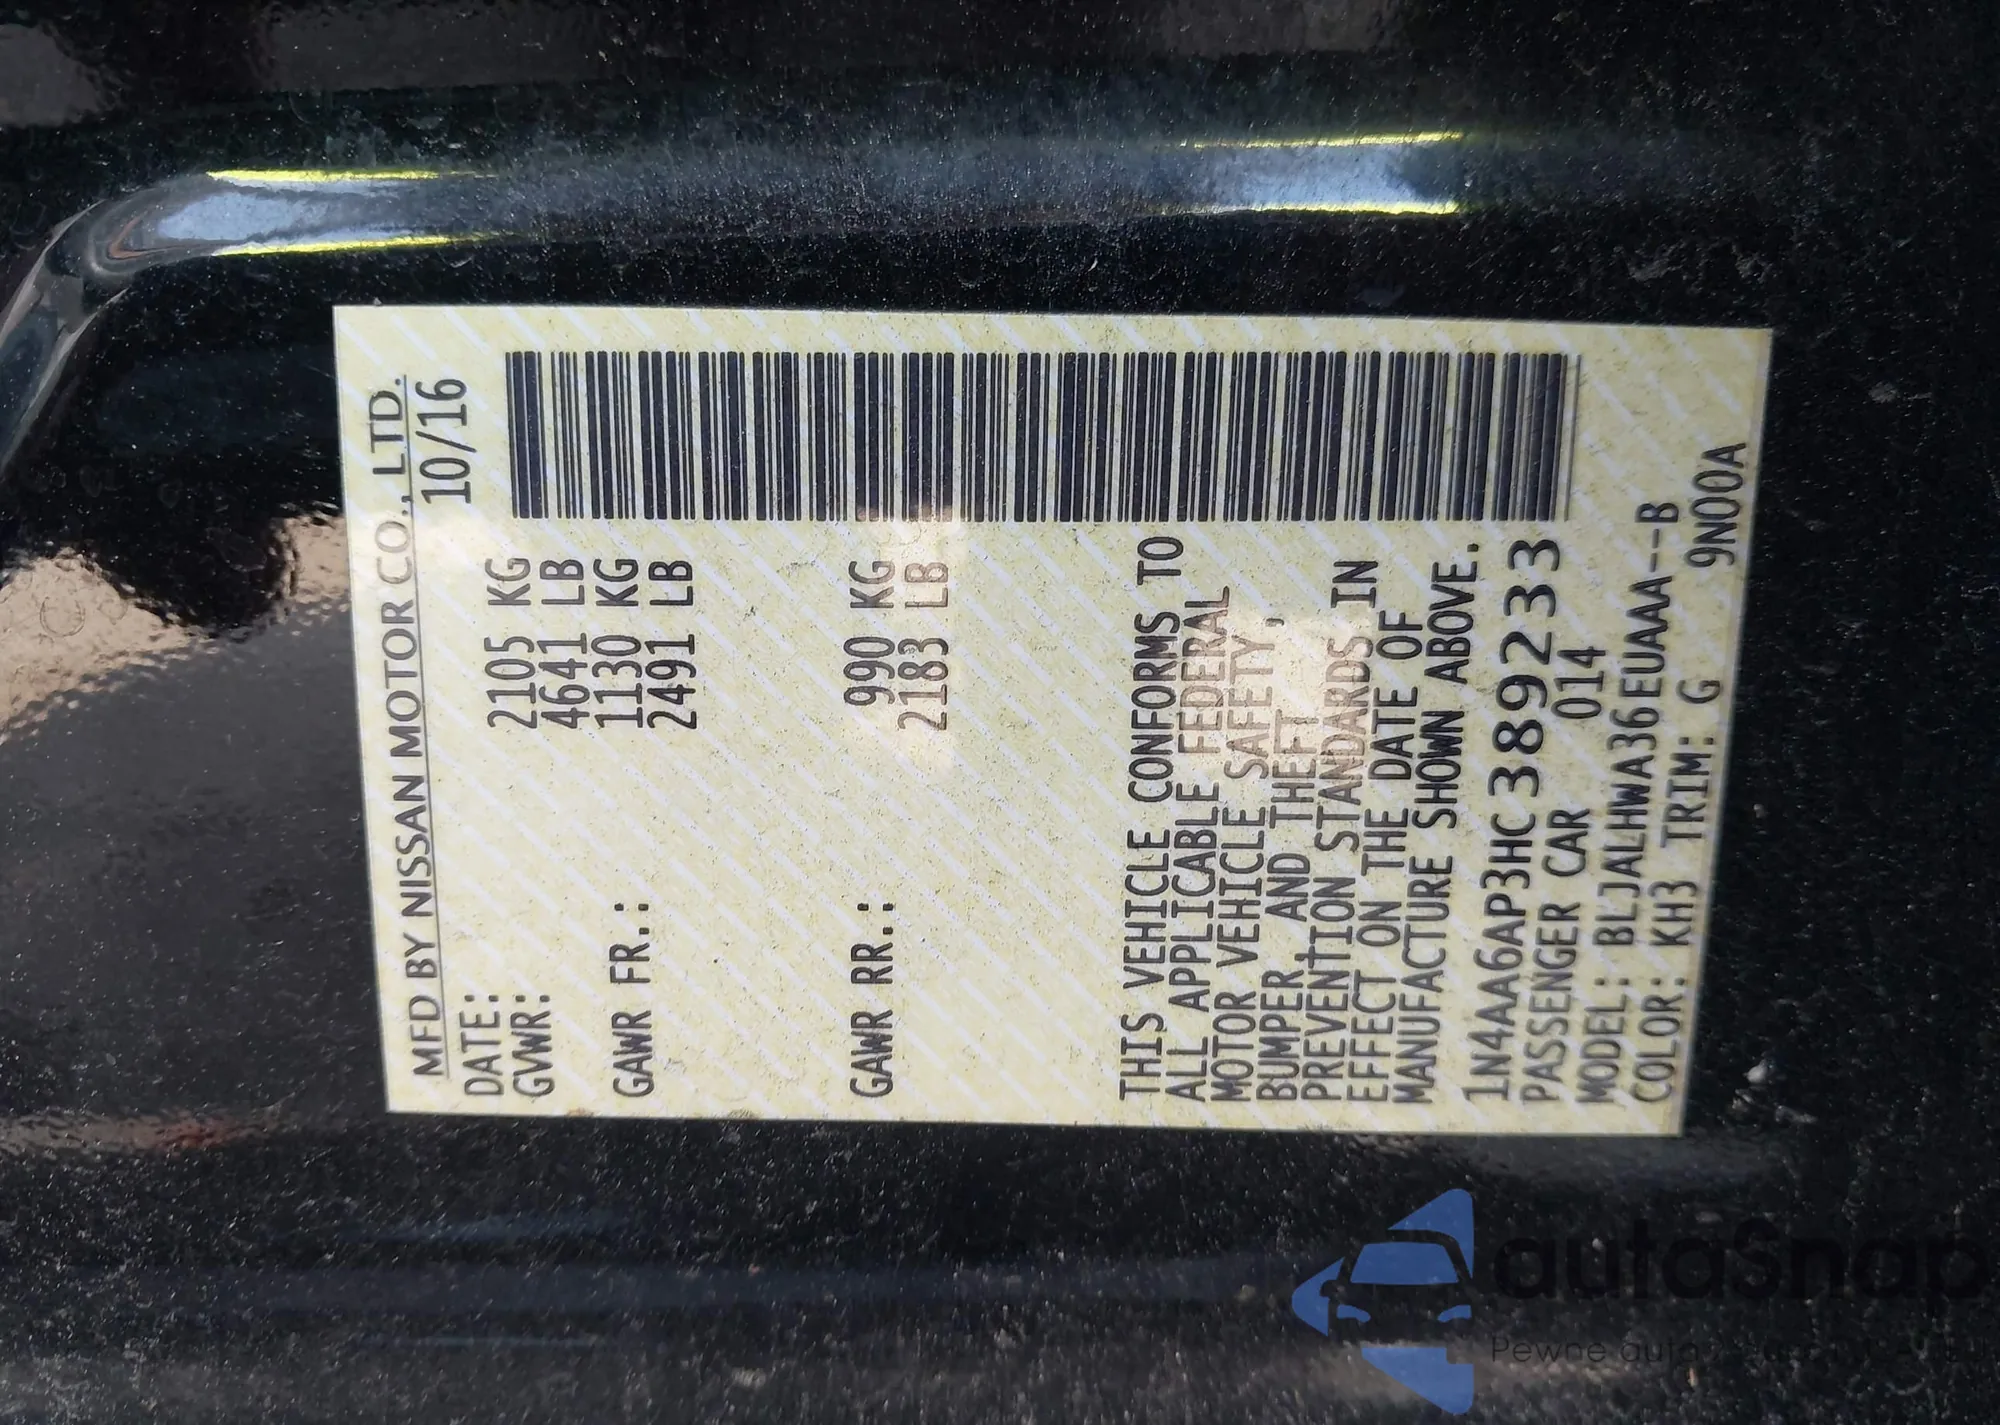 MFD BY NISSAN MOTOR CO., LTD.
DATE: 10/16
GVWR: 2105 KG
4641 LB
GAWR FR.: 1130 KG
2491 LB
GAWR RR.: 990 KG
2183 LB
THIS VEHICLE CONFORMS TO
ALL APPLICABLE FEDERAL
MOTOR VEHICLE SAFETY,
BUMPER, AND THEFT
PREVENTION STANDARDS IN
EFFECT ON THE DATE OF
MANUFACTURE SHOWN ABOVE.
1N4AA6AP3HC389233
PASSENGER CAR 014
MODEL: BLJALHWA36EUAAA--B
COLOR: KH3 TRIM: G 9N00A
autoSnap
Pewne auto